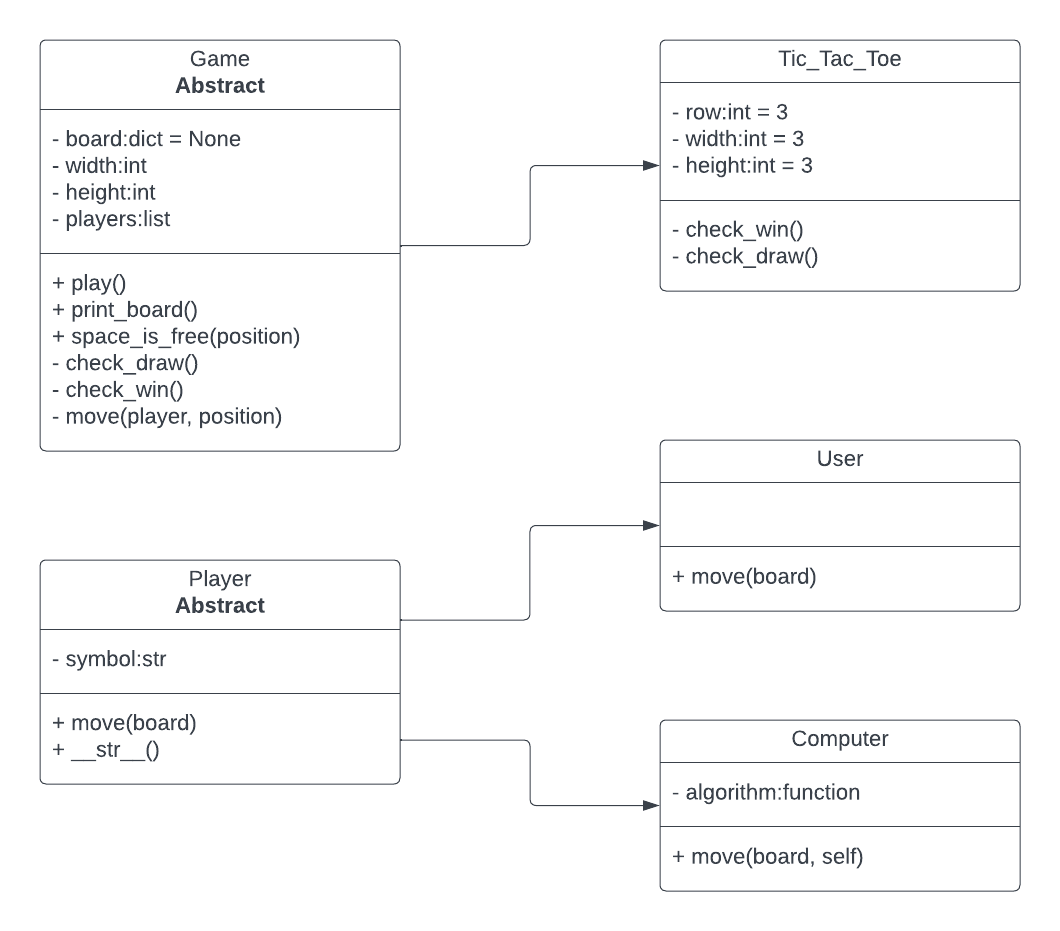 Game
Abstract
- board:dict = None
- width:int
- height:int
- players:list
+ play()
+ print_board()
+ space_is_free(position)
- check_draw()
- check_win()
- move(player, position)
Tic_Tac_Toe
- row:int = 3
- width:int = 3
- height:int = 3
- check_win()
- check_draw()
Player
Abstract
- symbol:str
+ move(board)
+ __str__()
User
+ move(board)
Computer
- algorithm:function
+ move(board, self)